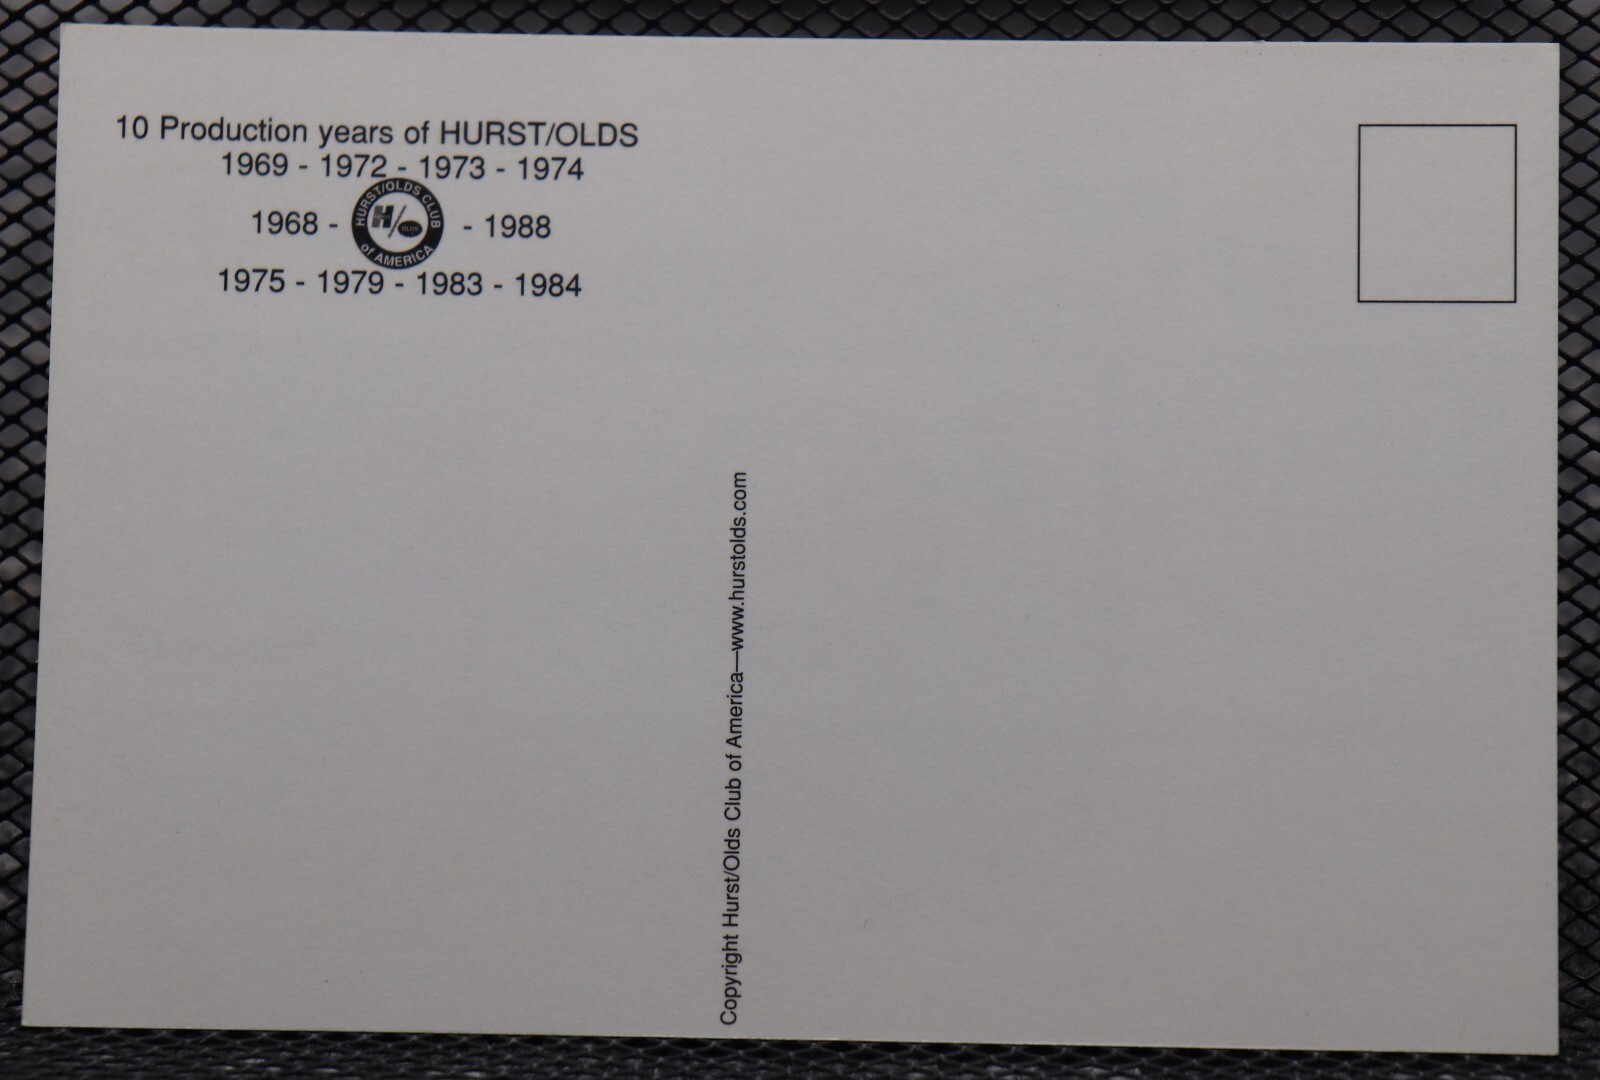 10 Production years of HURST/OLDS
1969 - 1972 - 1973 - 1974
HURST/OLDS CLUB
1968 - H/OLDS - 1988
of AMERICA
1975 - 1979 - 1983 - 1984
Copyright Hurst/Olds Club of America—www.hurstolds.com